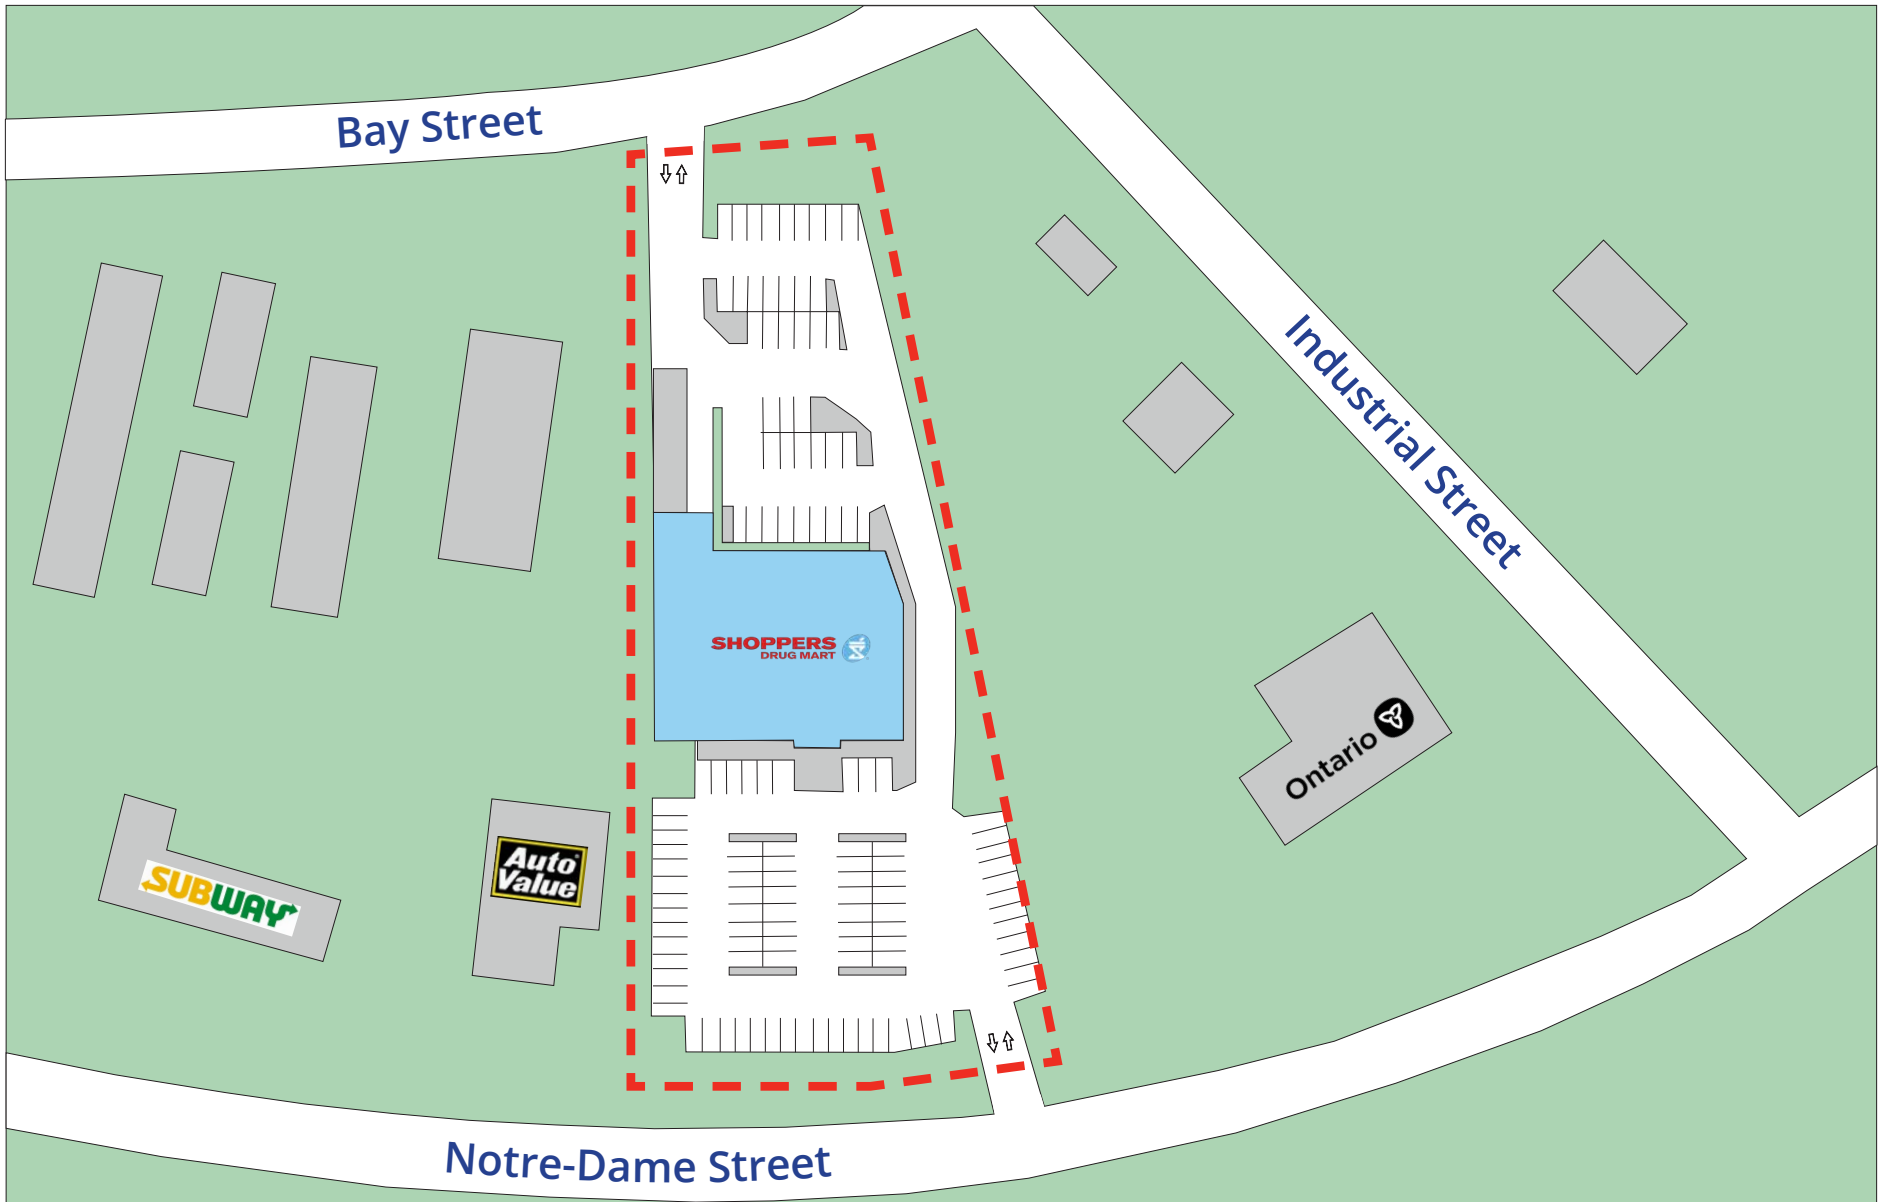 Bay Street
Industrial Street
SHOPPERS
DRUG MART
Ontario
Auto
Value
SUBWAY
Notre-Dame Street